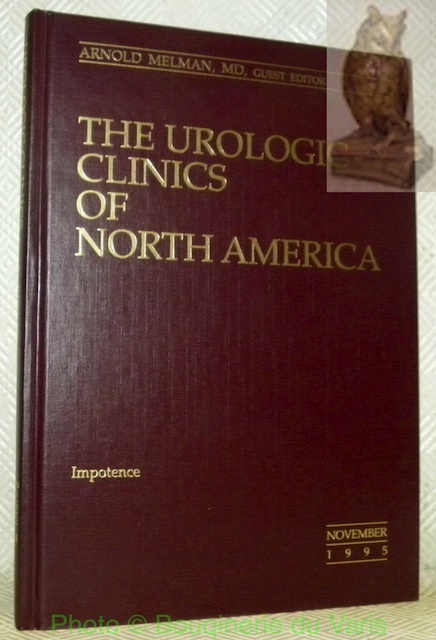 ARNOLD MELMAN, MD, GUEST EDITOR
THE UROLOGIC
CLINICS
OF
NORTH AMERICA
Impotence
NOVEMBER
1995
Photo © Bouquinerie du Varis